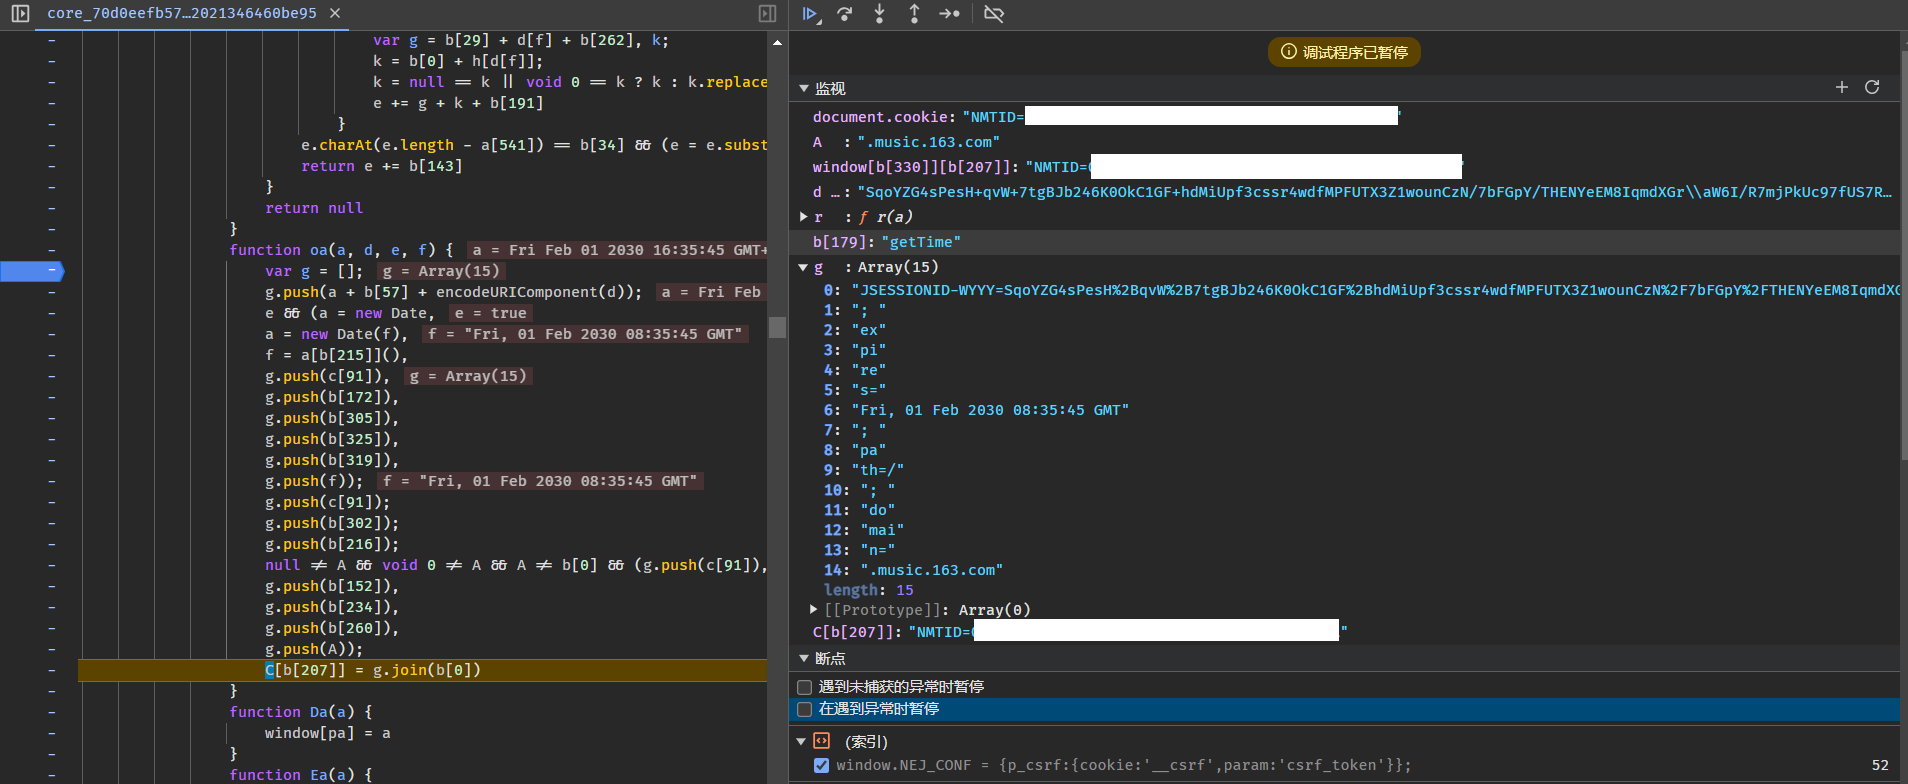 core_70d0eefb57…2021346460be95 ×
var g = b[29] + d[f] + b[262], k;
k = b[0] + h[d[f]];
k = null == k || void 0 == k ? k : k.replace
e += g + k + b[191]
}
e.charAt(e.length - a[541]) == b[34] && (e = e.subst
return e += b[143]
}
return null
}
function oa(a, d, e, f) { a = Fri Feb 01 2030 16:35:45 GMT+
var g = []; g = Array(15)
g.push(a + b[57] + encodeURIComponent(d)); a = Fri Feb
e && (a = new Date, e = true
a = new Date(f), f = "Fri, 01 Feb 2030 08:35:45 GMT"
f = a[b[215]](),
g.push(c[91]), g = Array(15)
g.push(b[172]),
g.push(b[305]),
g.push(b[325]),
g.push(b[319]),
g.push(f)); f = "Fri, 01 Feb 2030 08:35:45 GMT"
g.push(c[91]);
g.push(b[302]);
g.push(b[216]);
null != A && void 0 != A && A != b[0] && (g.push(c[91]),
g.push(b[152]),
g.push(b[234]),
g.push(b[260]),
g.push(A));
C[b[207]] = g.join(b[0])
}
function Da(a) {
window[pa] = a
}
function Ea(a) {
调试程序已暂停
监视
document.cookie: "NMTID= "
A : ".music.163.com"
window[b[330]][b[207]]: "NMTID= "
d …: "SqoYZG4sPesH+qvW+7tgBJb246K0OkC1GF+hdMiUpf3cssr4wdfMPFUTX3Z1wounCzN/7bFGpY/THENYeEM8IqmdXGr\\aW6I/R7mjPkUc97fUS7R…
r : ƒ r(a)
b[179]: "getTime"
g : Array(15)
0: "JSESSIONID-WYYY=SqoYZG4sPesH%2BqvW%2B7tgBJb246K0OkC1GF%2BhdMiUpf3cssr4wdfMPFUTX3Z1wounCzN%2F7bFGpY%2FTHENYeEM8IqmdXG
1: "; "
2: "ex"
3: "pi"
4: "re"
5: "s="
6: "Fri, 01 Feb 2030 08:35:45 GMT"
7: "; "
8: "pa"
9: "th=/"
10: "; "
11: "do"
12: "mai"
13: "n="
14: ".music.163.com"
length: 15
[[Prototype]]: Array(0)
C[b[207]]: "NMTID= "
断点
遇到未捕获的异常时暂停
在遇到异常时暂停
(索引)
window.NEJ_CONF = {p_csrf:{cookie:'__csrf',param:'csrf_token'}}; 52